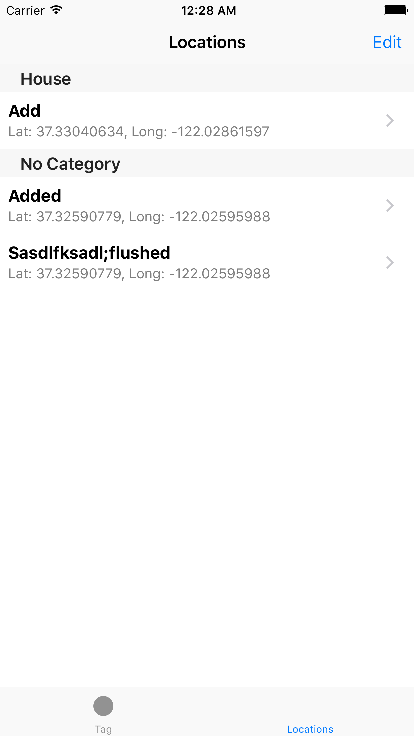 Carrier 12:28 AM
Locations Edit
House
Add
Lat: 37.33040634, Long: -122.02861597
No Category
Added
Lat: 37.32590779, Long: -122.02595988
Sasdlfksadl;flushed
Lat: 37.32590779, Long: -122.02595988
Tag Locations